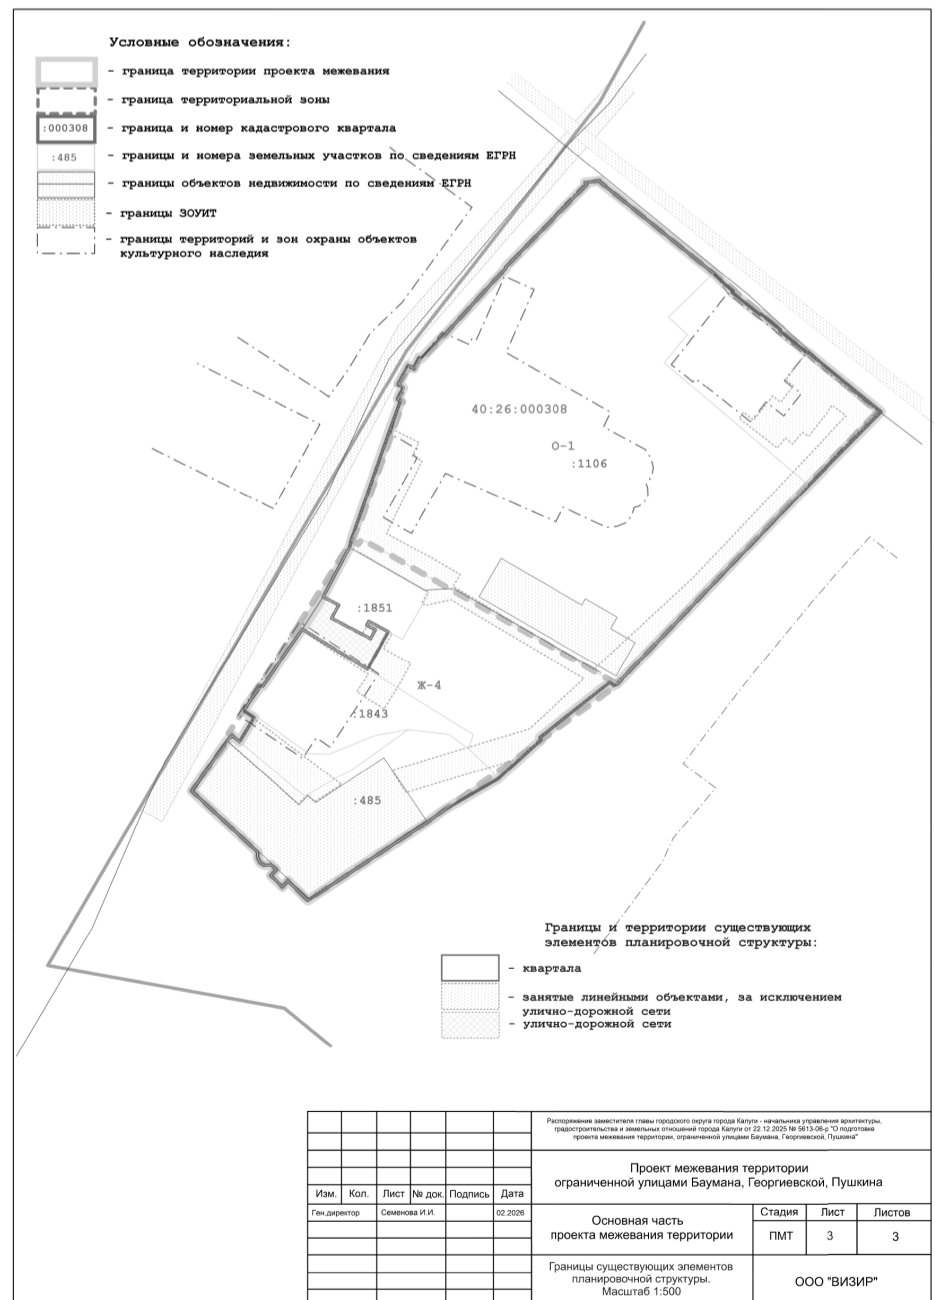 Условные обозначения:
- граница территории проекта межевания
- граница территориальной зоны
:000308
- граница и номер кадастрового квартала
:485
- границы и номера земельных участков по сведениям ЕГРН
- границы объектов недвижимости по сведениям ЕГРН
- границы ЗОУИТ
- границы территорий и зон охраны объектов
культурного наследия
40:26:000308
О-1
:1106
:1851
Ж-4
:1843
:485
Границы и территории существующих
элементов планировочной структуры:
- квартала
- занятые линейными объектами, за исключением
улично-дорожной сети
- улично-дорожной сети
Распоряжение заместителя главы городского округа города Калуги - начальника управления архитектуры,
градостроительства и земельных отношений города Калуги от 22.12.2025 № 5613-06-р "О подготовке
проекта межевания территории, ограниченной улицами Баумана, Георгиевской, Пушкина"
Проект межевания территории
ограниченной улицами Баумана, Георгиевской, Пушкина
Изм. Кол. Лист № док. Подпись Дата
Ген.директор Семенова И.И. 02.2026
Основная часть
проекта межевания территории
Стадия Лист Листов
ПМТ 3 3
Границы существующих элементов
планировочной структуры.
Масштаб 1:500
ООО "ВИЗИР"